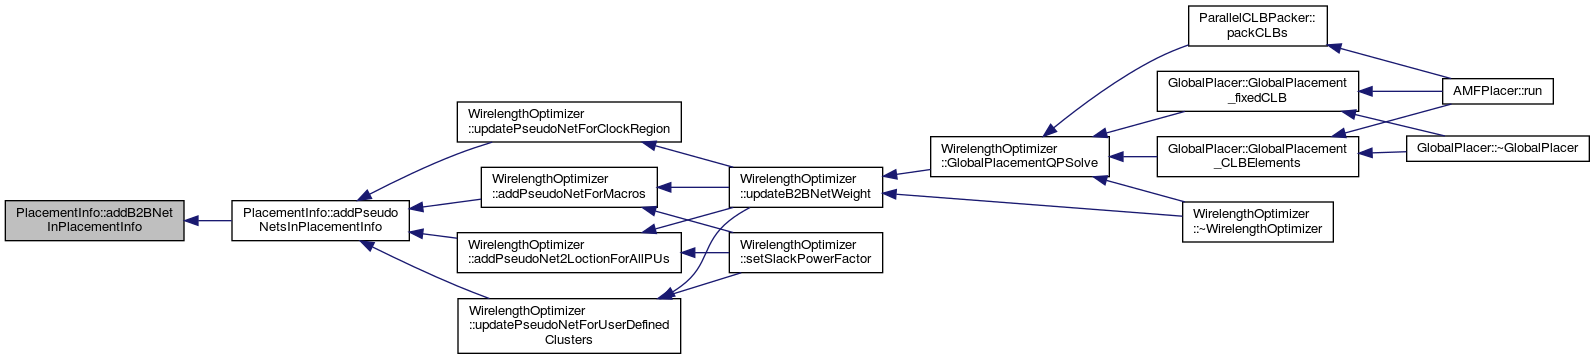 PlacementInfo::addB2BNet
InPlacementInfo
PlacementInfo::addPseudo
NetsInPlacementInfo
WirelengthOptimizer
::updatePseudoNetForClockRegion
WirelengthOptimizer
::addPseudoNetForMacros
WirelengthOptimizer
::addPseudoNet2LoctionForAllPUs
WirelengthOptimizer
::updatePseudoNetForUserDefined
Clusters
WirelengthOptimizer
::updateB2BNetWeight
WirelengthOptimizer
::setSlackPowerFactor
WirelengthOptimizer
::GlobalPlacementQPSolve
ParallelCLBPacker::
packCLBs
GlobalPlacer::GlobalPlacement
_fixedCLB
GlobalPlacer::GlobalPlacement
_CLBElements
WirelengthOptimizer
::~WirelengthOptimizer
AMFPlacer::run
GlobalPlacer::~GlobalPlacer